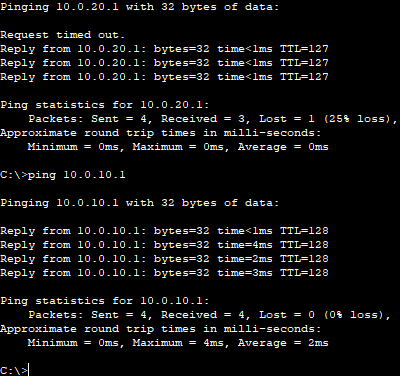 Pinging 10.0.20.1 with 32 bytes of data:
Request timed out.
Reply from 10.0.20.1: bytes=32 time<1ms TTL=127
Reply from 10.0.20.1: bytes=32 time<1ms TTL=127
Reply from 10.0.20.1: bytes=32 time<1ms TTL=127
Ping statistics for 10.0.20.1:
Packets: Sent = 4, Received = 3, Lost = 1 (25% loss),
Approximate round trip times in milli-seconds:
Minimum = 0ms, Maximum = 0ms, Average = 0ms
C:\>ping 10.0.10.1
Pinging 10.0.10.1 with 32 bytes of data:
Reply from 10.0.10.1: bytes=32 time<1ms TTL=128
Reply from 10.0.10.1: bytes=32 time=4ms TTL=128
Reply from 10.0.10.1: bytes=32 time=2ms TTL=128
Reply from 10.0.10.1: bytes=32 time=3ms TTL=128
Ping statistics for 10.0.10.1:
Packets: Sent = 4, Received = 4, Lost = 0 (0% loss),
Approximate round trip times in milli-seconds:
Minimum = 0ms, Maximum = 4ms, Average = 2ms
C:\>